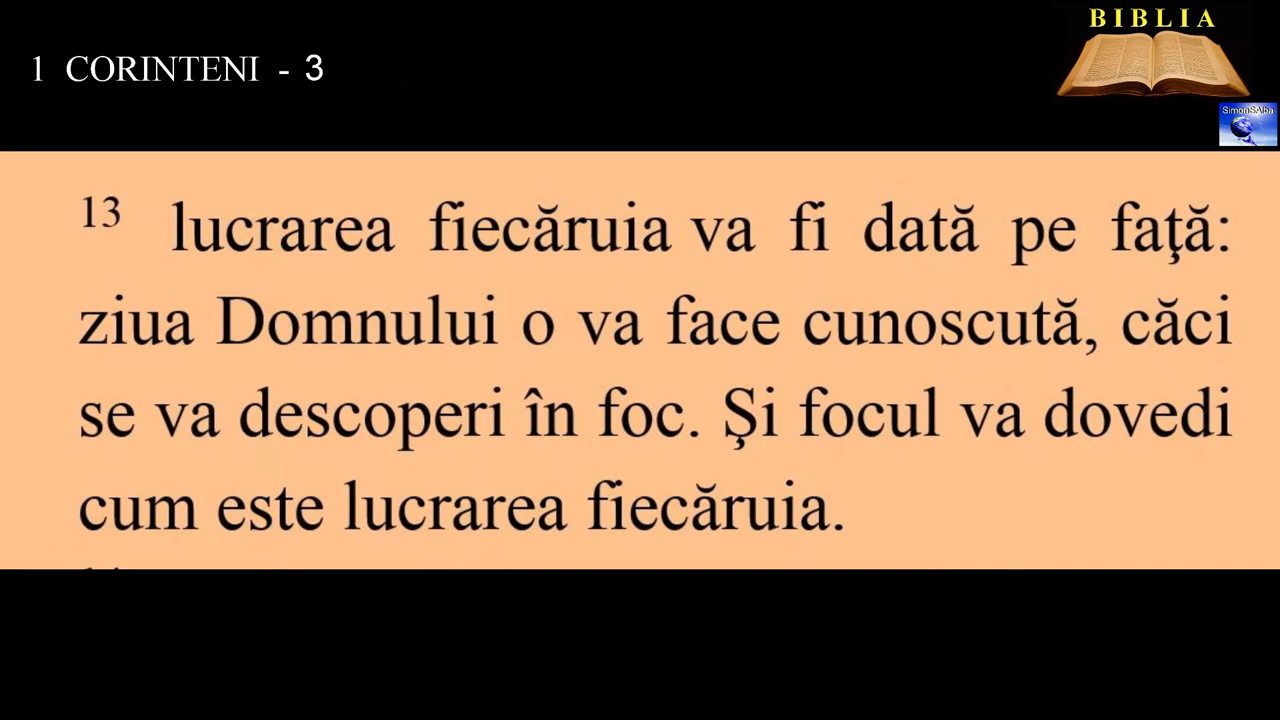 BIBLIA
1 CORINTENI - 3
SimonSAlba
13 lucrarea fiecăruia va fi dată pe faţă:
ziua Domnului o va face cunoscută, căci
se va descoperi în foc. Şi focul va dovedi
cum este lucrarea fiecăruia.